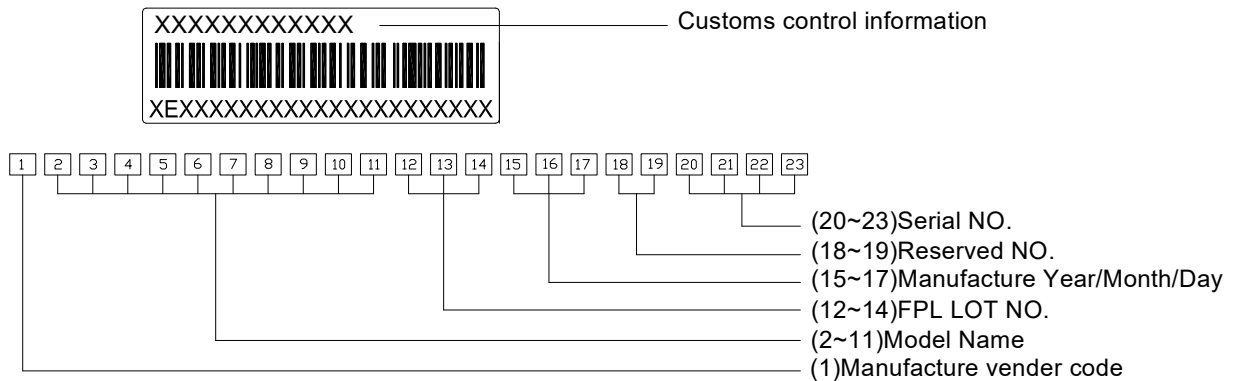 XXXXXXXXXXXX
Customs control information
XEXXXXXXXXXXXXXXXXXXXXX
1 2 3 4 5 6 7 8 9 10 11 12 13 14 15 16 17 18 19 20 21 22 23
(20~23)Serial NO.
(18~19)Reserved NO.
(15~17)Manufacture Year/Month/Day
(12~14)FPL LOT NO.
(2~11)Model Name
(1)Manufacture vender code